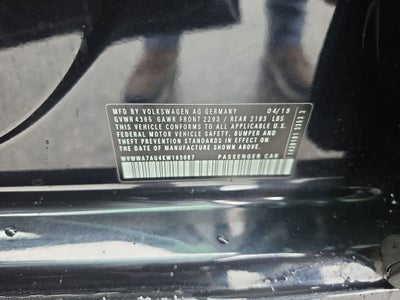 MFD BY VOLKSWAGEN AG GERMANY 04/19
GVWR 4385 GAWR FRONT 2293 / REAR 2183 LBS
THIS VEHICLE CONFORMS TO ALL APPLICABLE U.S.
FEDERAL MOTOR VEHICLE SAFETY, BUMPER AND
THEFT PREVENTION STANDARDS IN EFFECT
ON THE DATE OF MANUFACTURE SHOWN ABOVE
PASSENGER CAR